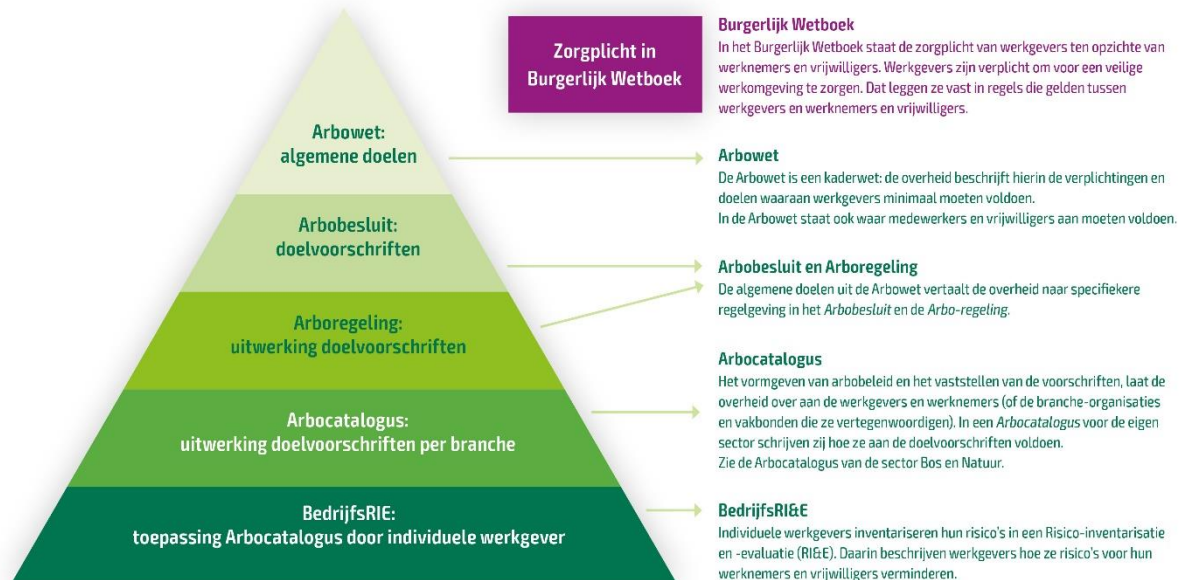 Arbowet:
algemene doelen
Arbobesluit:
doelvoorschriften
Arboregeling:
uitwerking doelvoorschriften
Arbocatalogus:
uitwerking doelvoorschriften per branche
BedrijfsRIE:
toepassing Arbocatalogus door individuele werkgever
Zorgplicht in
Burgerlijk Wetboek
Burgerlijk Wetboek
In het Burgerlijk Wetboek staat de zorgplicht van werkgevers ten opzichte van
werknemers en vrijwilligers. Werkgevers zijn verplicht om voor een veilige
werkomgeving te zorgen. Dat leggen ze vast in regels die gelden tussen
werkgevers en werknemers en vrijwilligers.
Arbowet
De Arbowet is een kaderwet: de overheid beschrijft hierin de verplichtingen en
doelen waaraan werkgevers minimaal moeten voldoen.
In de Arbowet staat ook waar medewerkers en vrijwilligers aan moeten voldoen.
Arbobesluit en Arboregeling
De algemene doelen uit de Arbowet vertaalt de overheid naar specifiekere
regelgeving in het Arbobesluit en de Arbo-regeling.
Arbocatalogus
Het vormgeven van arbobeleid en het vaststellen van de voorschriften, laat de
overheid over aan de werkgevers en werknemers (of de branche-organisaties
en vakbonden die ze vertegenwoordigen). In een Arbocatalogus voor de eigen
sector schrijven zij hoe ze aan de doelvoorschriften voldoen.
Zie de Arbocatalogus van de sector Bos en Natuur.
BedrijfsRI&E
Individuele werkgevers inventariseren hun risico's in een Risico-inventarisatie
en -evaluatie (RI&E). Daarin beschrijven werkgevers hoe ze risico's voor hun
werknemers en vrijwilligers verminderen.